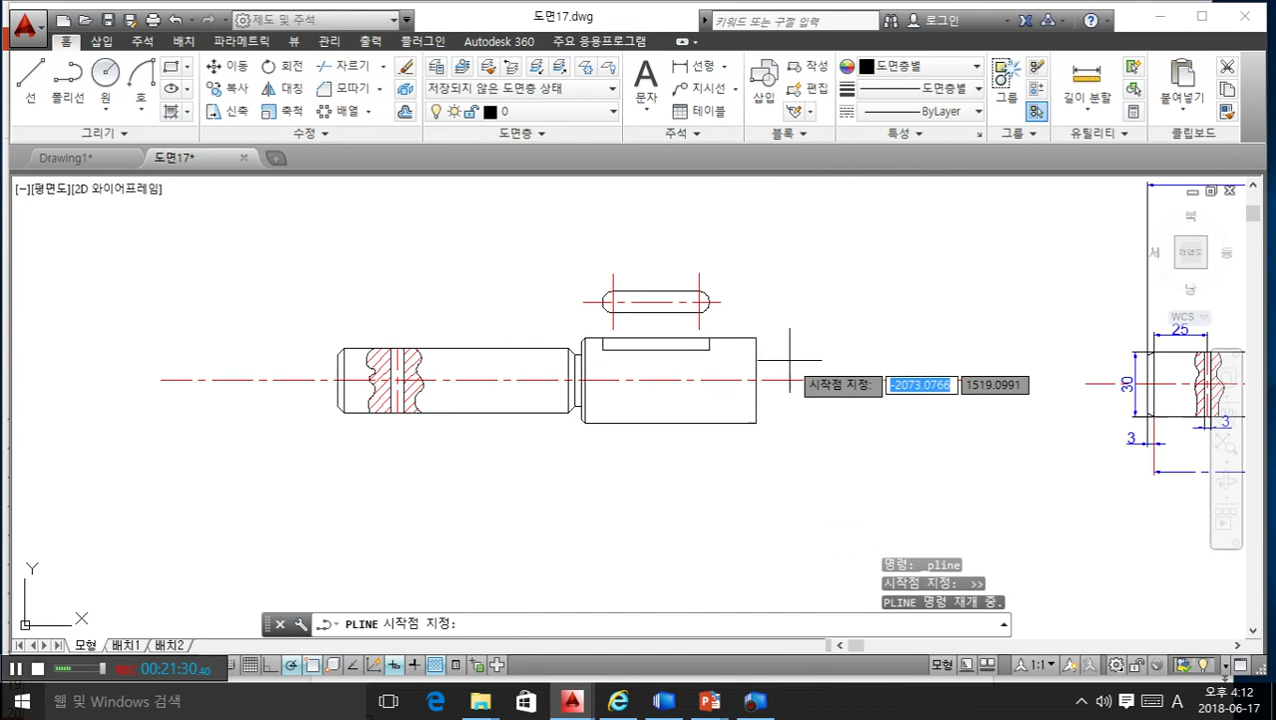 제도 및 주석
도면17.dwg
키워드 또는 구절 입력
로그인
홈 삽입 주석 배치 파라메트릭 뷰 관리 출력 플러그인 Autodesk 360 주요 응용프로그램
선 폴리선 원 호
이동 회전 자르기
복사 대칭 모따기
신축 축척 배열
저장되지 않은 도면층 상태
0
문자
선형
지시선
테이블
삽입
작성
편집
도면층별
도면층별
ByLayer
그룹
길이 분할
붙여넣기
그리기 수정 도면층 주석 블록 특성 그룹 유틸리티 클립보드
Drawing1* 도면17*
[−][평면도][2D 와이어프레임]
북
서
동
남
WCS
25
30
3
3
시작점 지정: -2073.0766 1519.0991
명령: _pline
시작점 지정: >>
PLINE 명령 재개 중.
Y
X
PLINE 시작점 지정:
모형 배치1 배치2
REC 00:21:30.40
모형
1:1
웹 및 Windows 검색
A
오후 4:12
2018-06-17